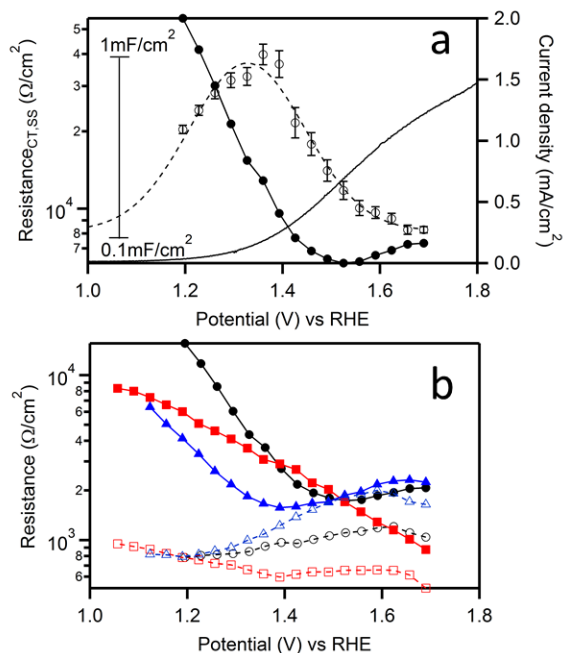 a
1mF/cm²
0.1mF/cm²
Resistance_CT,SS (Ω/cm²)
5
4
3
2
10⁴
8
7
6
Current density (mA/cm²)
2.0
1.5
1.0
0.5
0.0
1.0 1.2 1.4 1.6 1.8
Potential (V) vs RHE
b
Resistance (Ω/cm²)
10⁴
8
6
4
2
10³
8
6
1.0 1.2 1.4 1.6 1.8
Potential (V) vs RHE